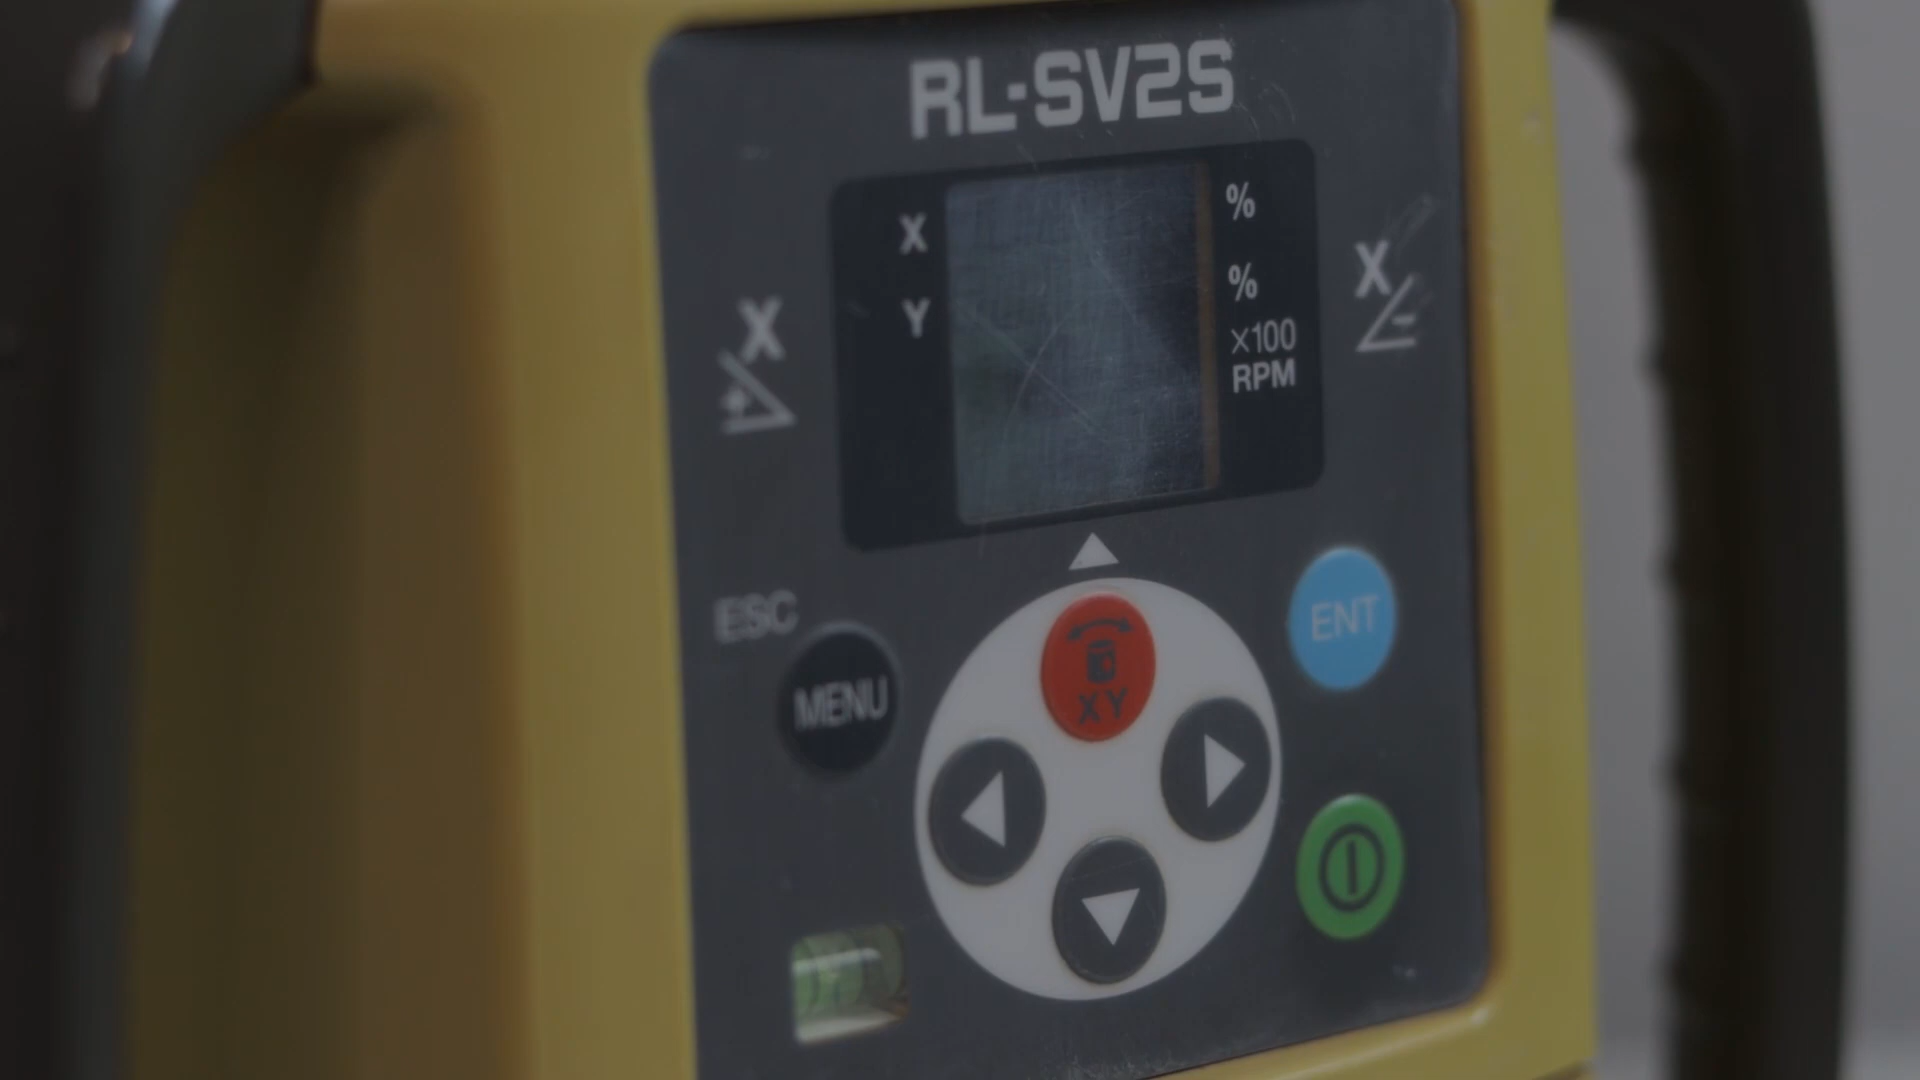 RL-SV2S
X %
Y %
×100
RPM
X
+
X
-
ESC
MENU
XY
ENT